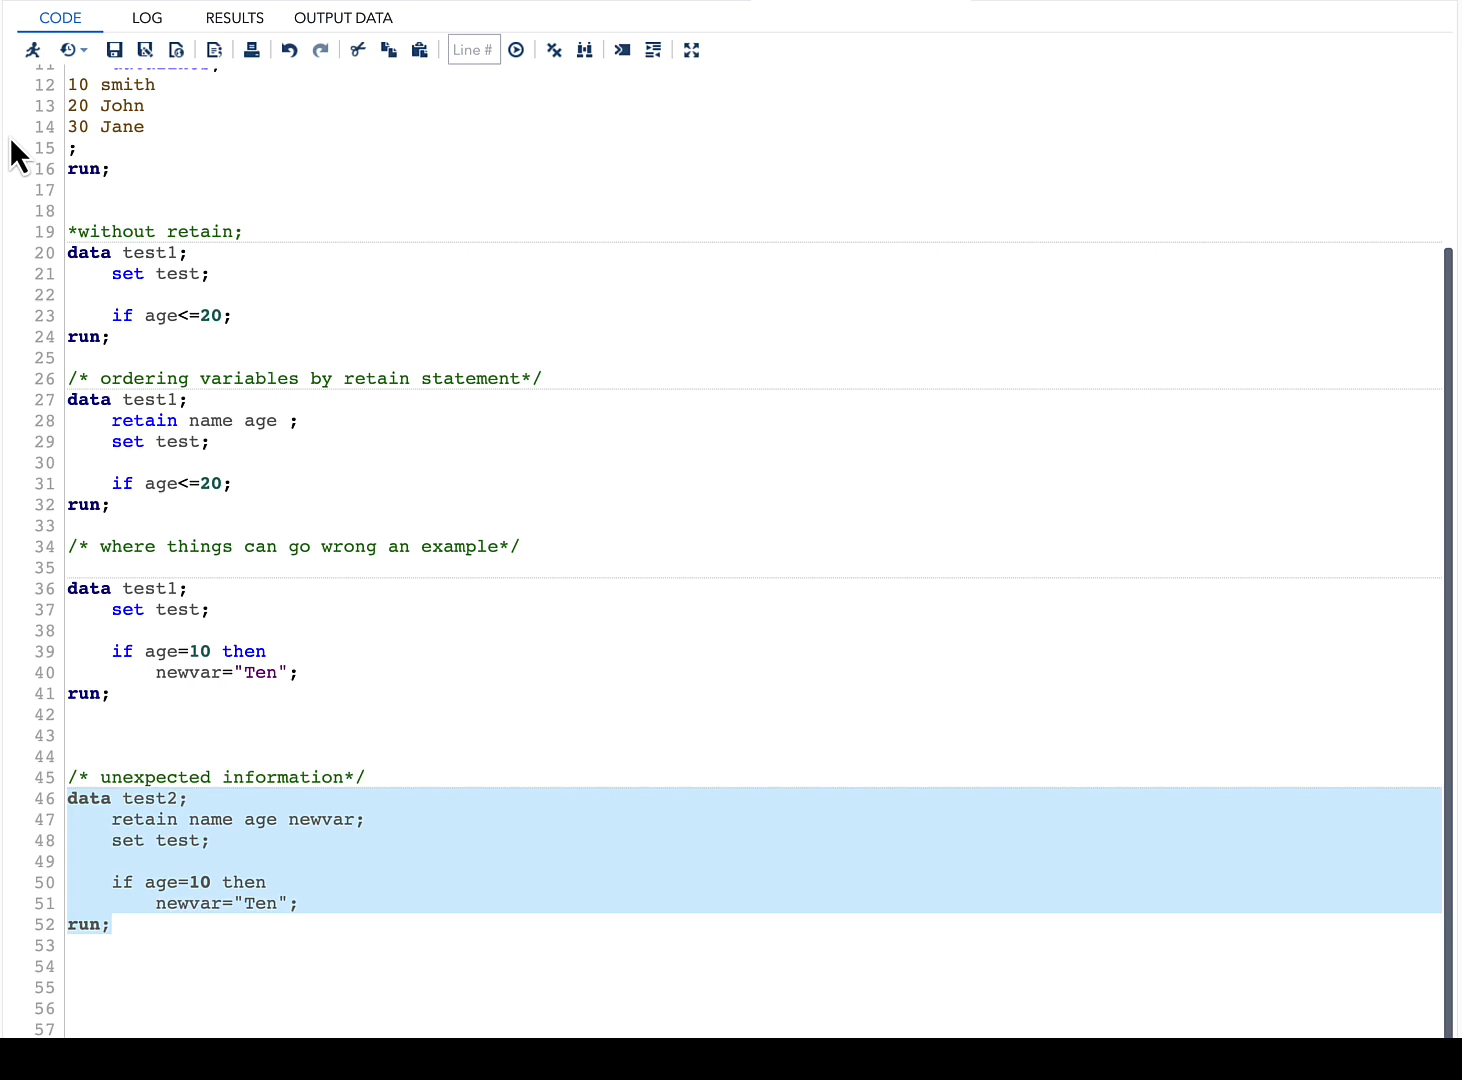 CODE LOG RESULTS OUTPUT DATA
Line #
11
12 10 smith
13 20 John
14 30 Jane
15 ;
16 run;
17
18
19 *without retain;
20 data test1;
21 set test;
22
23 if age<=20;
24 run;
25
26 /* ordering variables by retain statement*/
27 data test1;
28 retain name age ;
29 set test;
30
31 if age<=20;
32 run;
33
34 /* where things can go wrong an example*/
35
36 data test1;
37 set test;
38
39 if age=10 then
40 newvar="Ten";
41 run;
42
43
44
45 /* unexpected information*/
46 data test2;
47 retain name age newvar;
48 set test;
49
50 if age=10 then
51 newvar="Ten";
52 run;
53
54
55
56
57